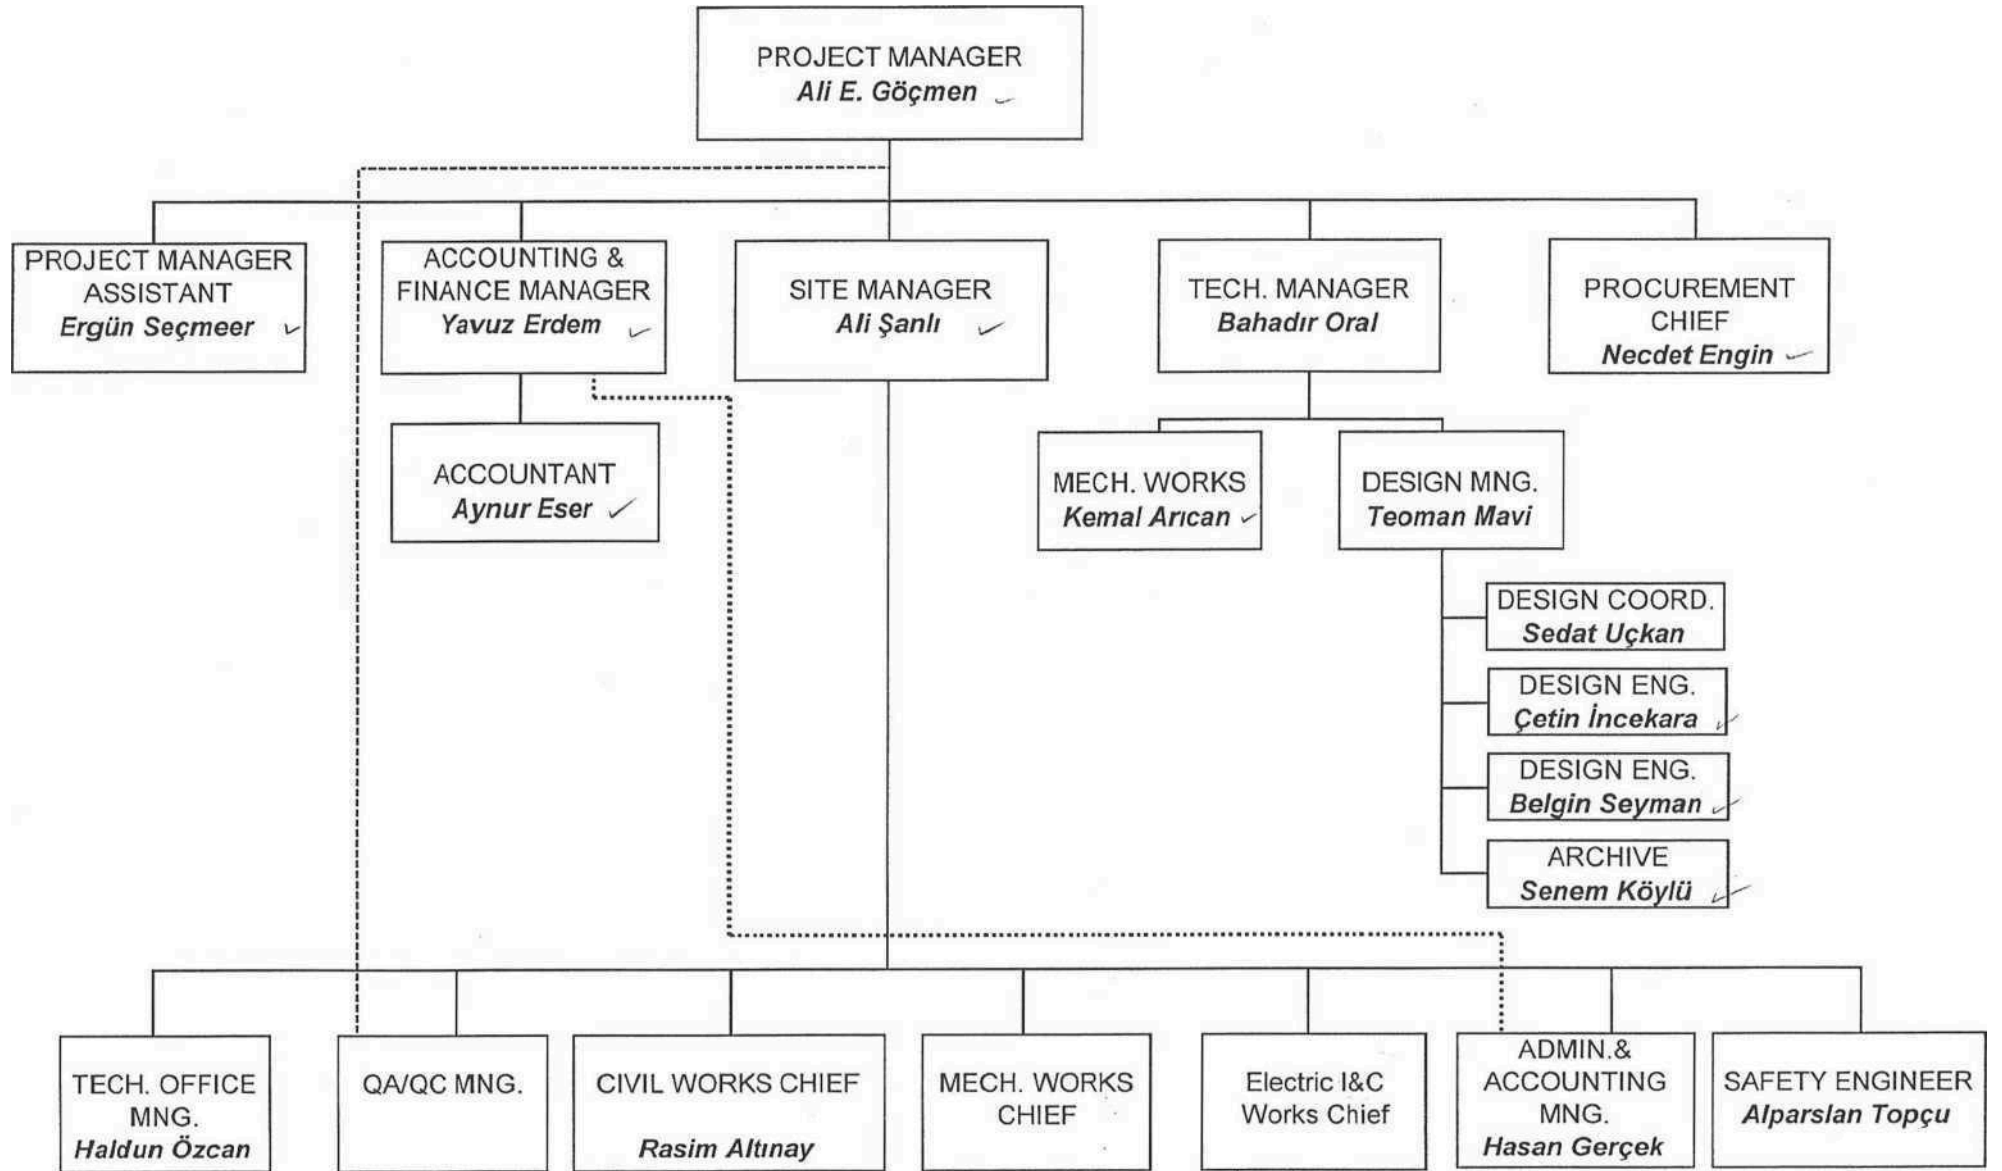 PROJECT MANAGER
Ali E. Göçmen
PROJECT MANAGER
ASSISTANT
Ergün Seçmeer
ACCOUNTING &
FINANCE MANAGER
Yavuz Erdem
SITE MANAGER
Ali Şanlı
TECH. MANAGER
Bahadır Oral
PROCUREMENT
CHIEF
Necdet Engin
ACCOUNTANT
Aynur Eser
MECH. WORKS
Kemal Arıcan
DESIGN MNG.
Teoman Mavi
DESIGN COORD.
Sedat Uçkan
DESIGN ENG.
Çetin İncekara
DESIGN ENG.
Belgin Seyman
ARCHIVE
Senem Köylü
TECH. OFFICE
MNG.
Haldun Özcan
QA/QC MNG.
CIVIL WORKS CHIEF
Rasim Altınay
MECH. WORKS
CHIEF
Electric I&C
Works Chief
ADMIN.&
ACCOUNTING
MNG.
Hasan Gerçek
SAFETY ENGINEER
Alparslan Topçu